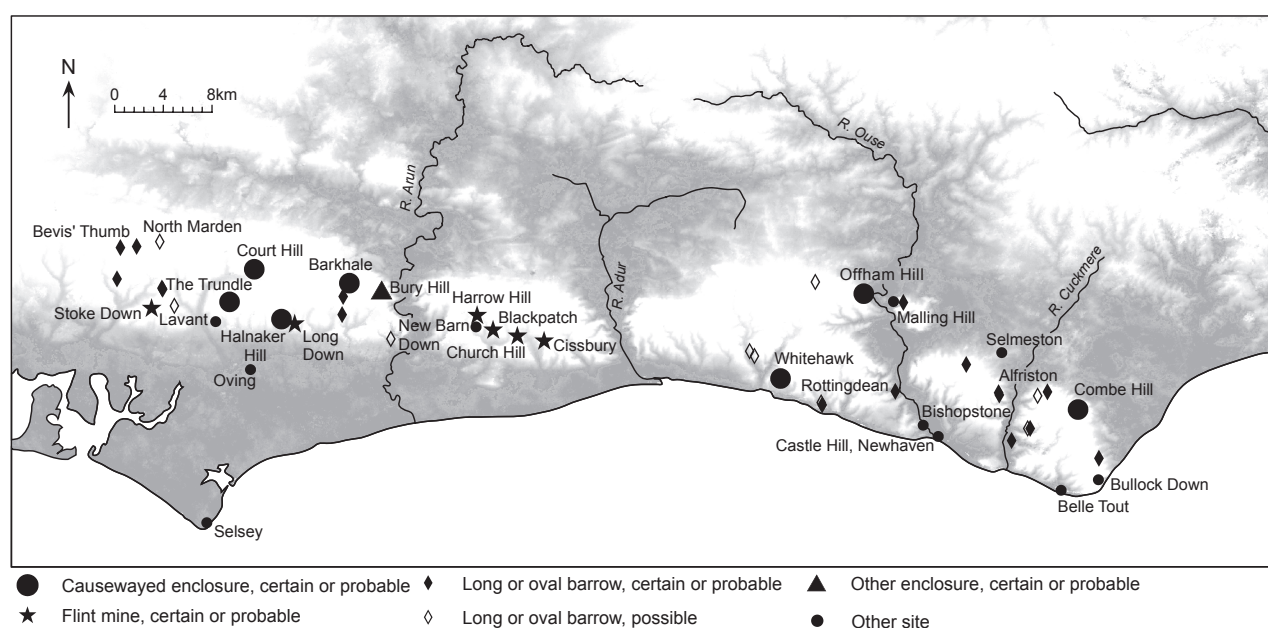 N
0 4 8km
R. Arun
R. Ouse
R. Adur
R. Cuckmere
Bevis' Thumb
North Marden
Court Hill
Barkhale
The Trundle
Bury Hill
Stoke Down
Lavant
Halnaker
Hill
Long
Down
Oving
Selsey
New Barn
Down
Harrow Hill
Blackpatch
Church Hill
Cissbury
Offham Hill
Malling Hill
Whitehawk
Rottingdean
Selmeston
Alfriston
Combe Hill
Bishopstone
Castle Hill, Newhaven
Bullock Down
Belle Tout
Causewayed enclosure, certain or probable
Long or oval barrow, certain or probable
Other enclosure, certain or probable
Flint mine, certain or probable
Long or oval barrow, possible
Other site